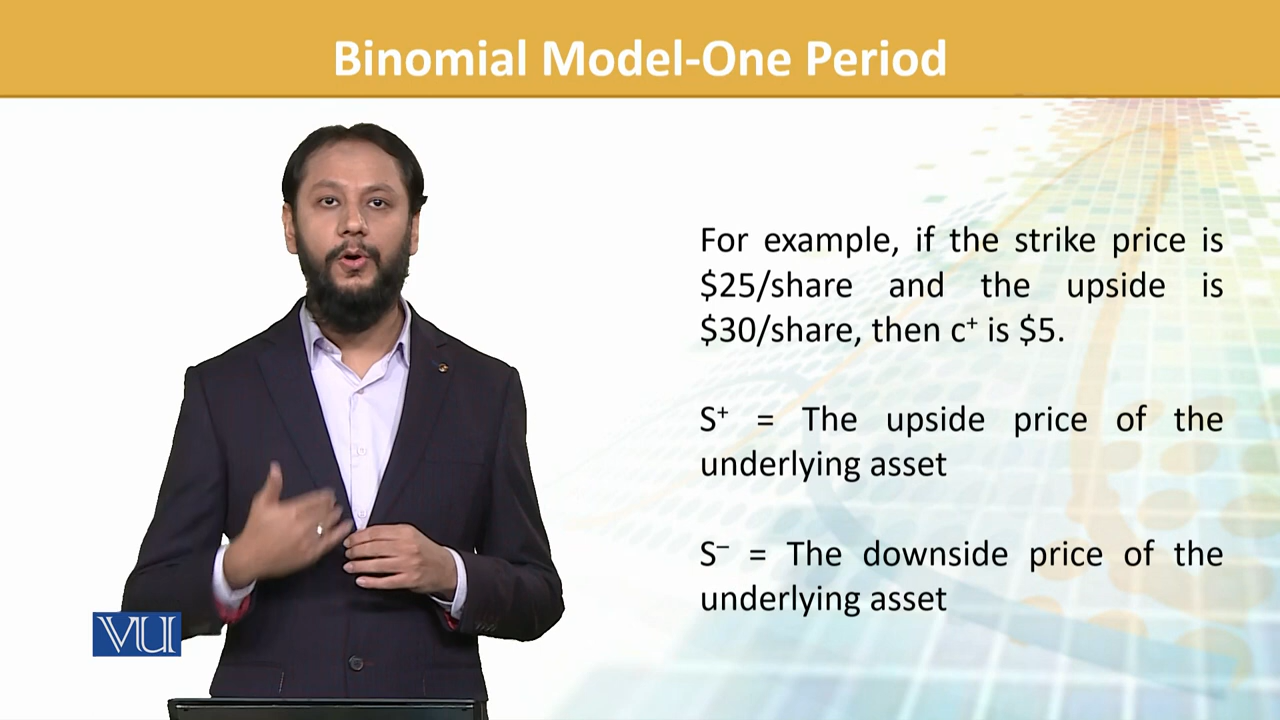 Binomial Model-One Period
For example, if the strike price is
$25/share and the upside is
$30/share, then c⁺ is $5.
S⁺ = The upside price of the
underlying asset
S⁻ = The downside price of the
underlying asset
VU